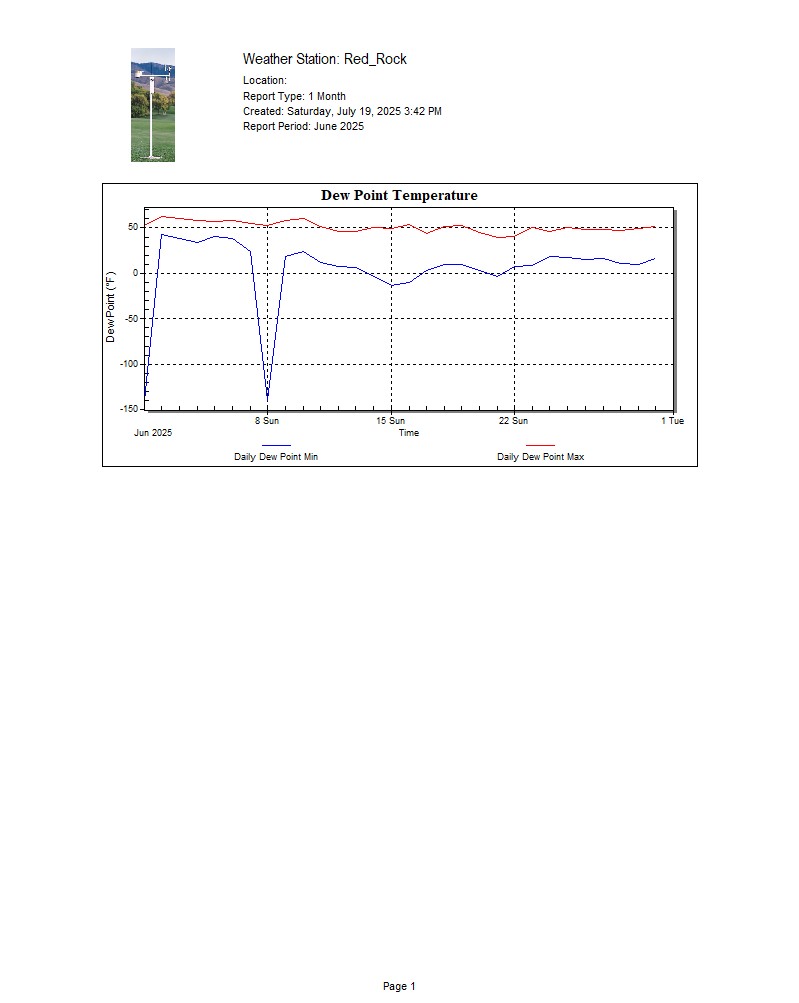 Weather Station: Red_Rock
Location:
Report Type: 1 Month
Created: Saturday, July 19, 2025 3:42 PM
Report Period: June 2025
Dew Point Temperature
Dew Point (°F)
50
0
-50
-100
-150
8 Sun 15 Sun 22 Sun 1 Tue
Jun 2025 Time
Daily Dew Point Min Daily Dew Point Max
Page 1